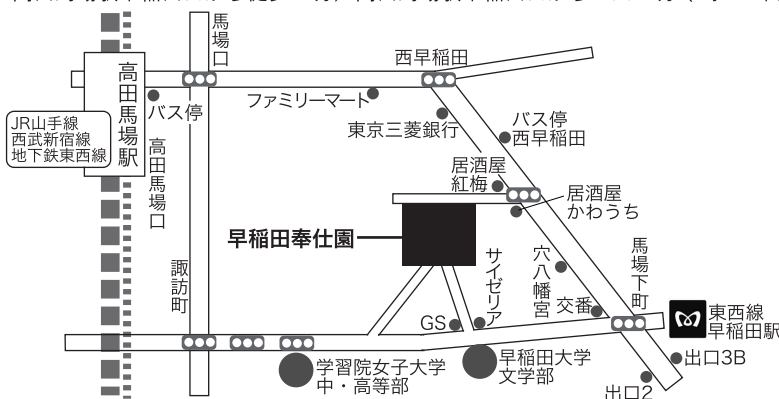 馬場口
西早稲田
高田馬場駅
バス停
ファミリーマート
東京三菱銀行
バス停
西早稲田
JR山手線
西武新宿線
地下鉄東西線
高田馬場口
居酒屋
紅梅
居酒屋
かわうち
早稲田奉仕園
諏訪町
サイゼリア
穴八幡宮
馬場下町
交番
GS
東西線
早稲田駅
学習院女子大学
中・高等部
早稲田大学
文学部
出口3B
出口2